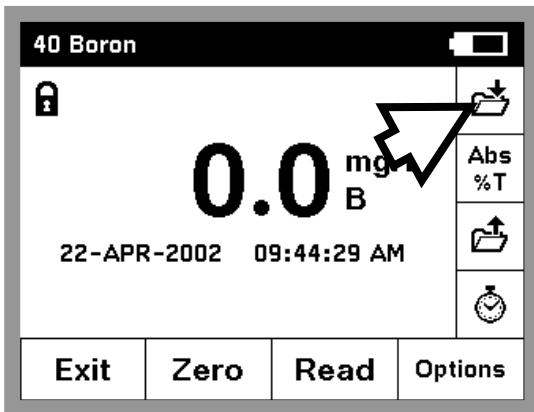 40 Boron
0.0 mg
B
Abs
%T
22-APR-2002 09:44:29 AM
Exit Zero Read Options